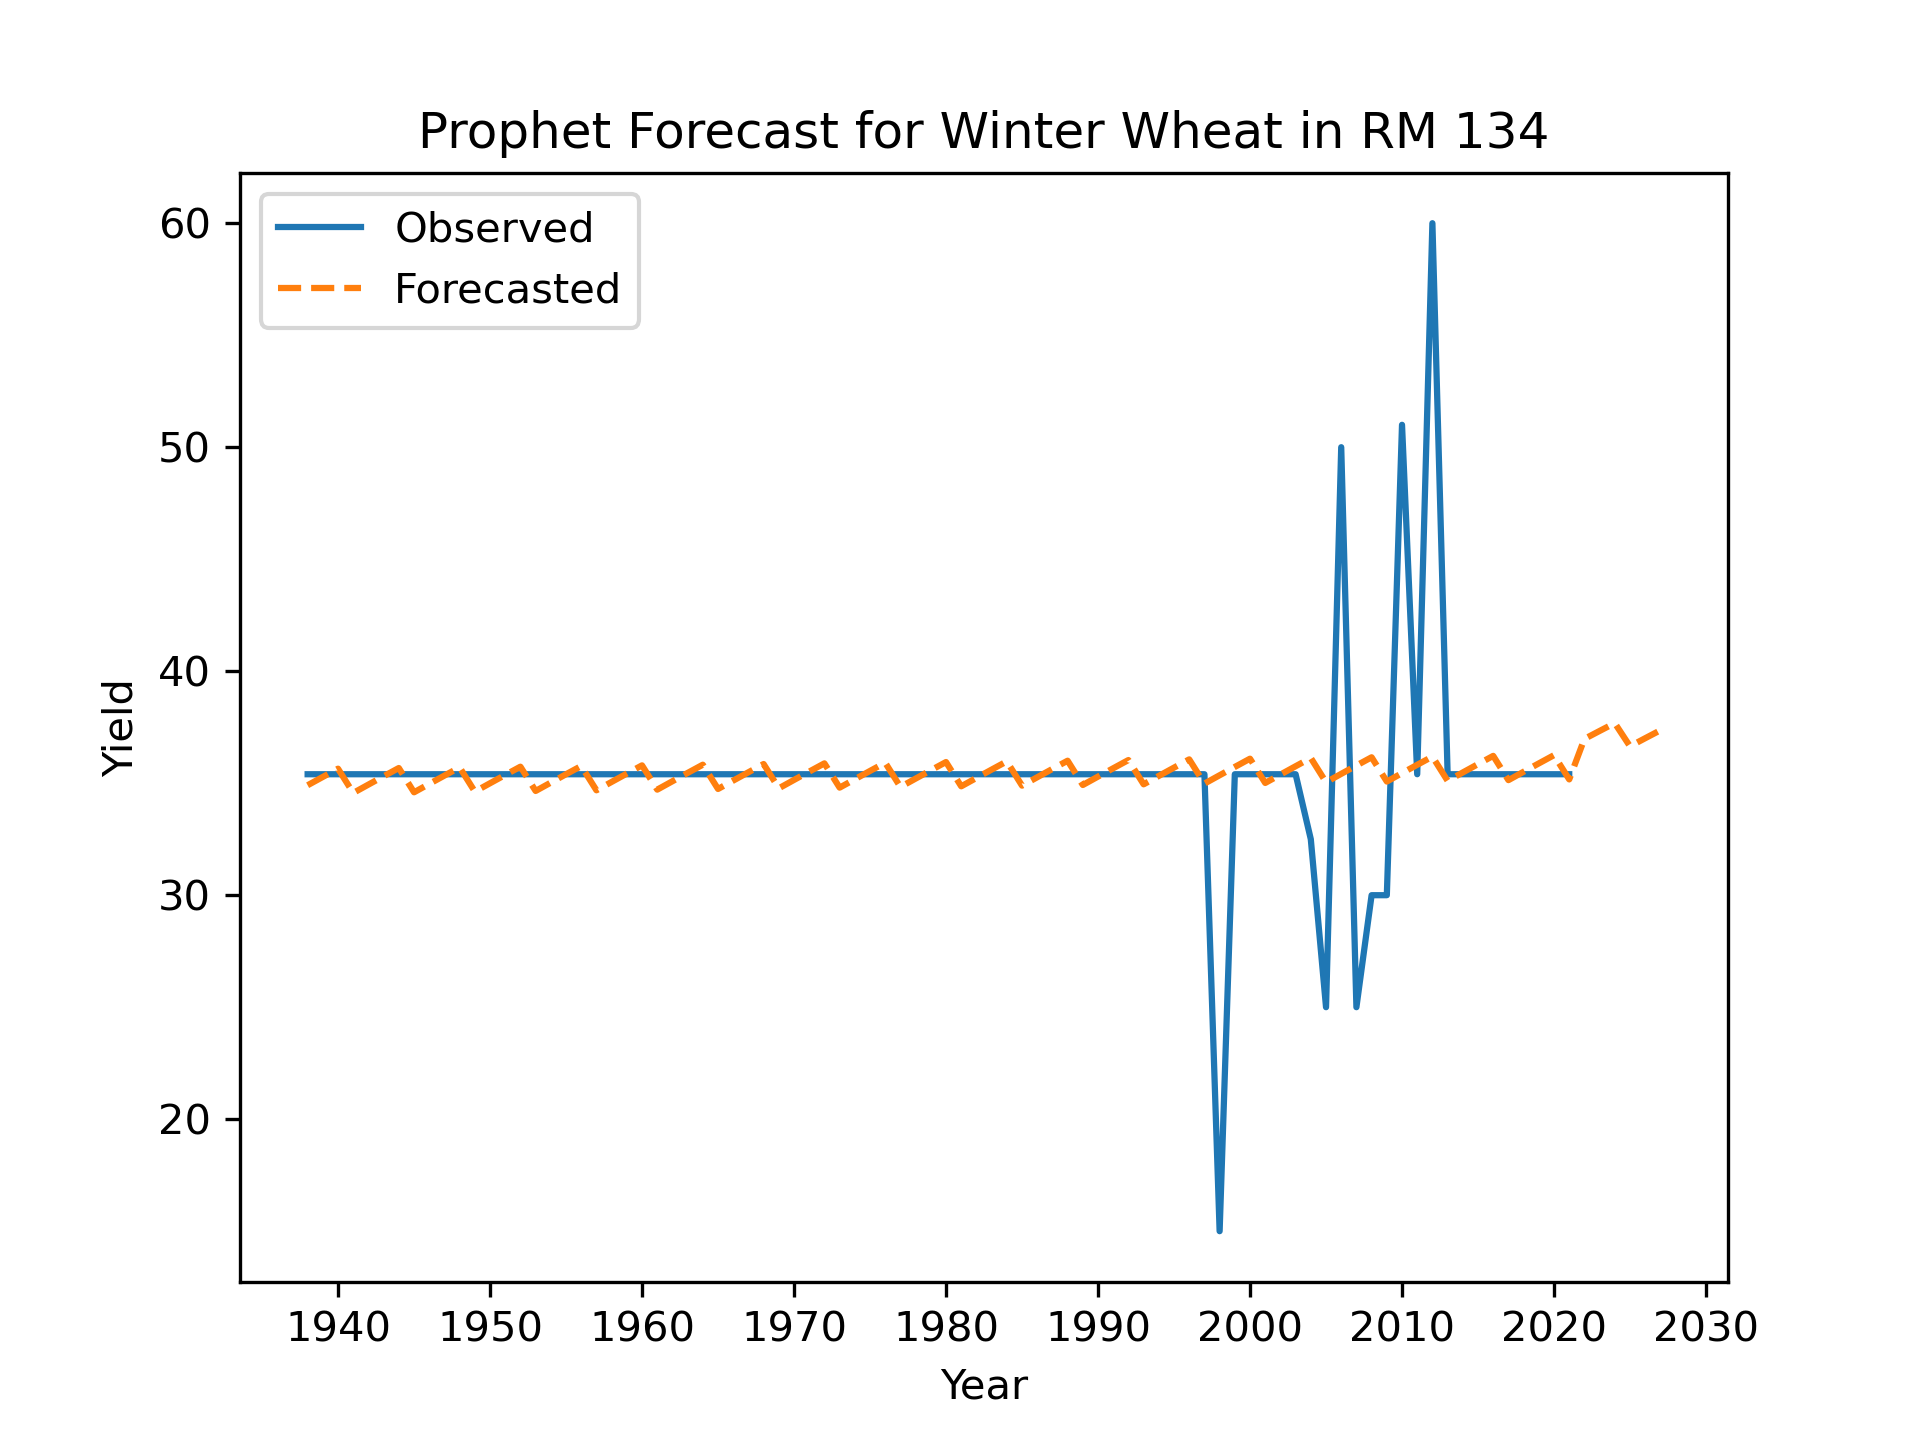 Prophet Forecast for Winter Wheat in RM 134
Observed
Forecasted
60
50
40
30
20
Yield
1940 1950 1960 1970 1980 1990 2000 2010 2020 2030
Year